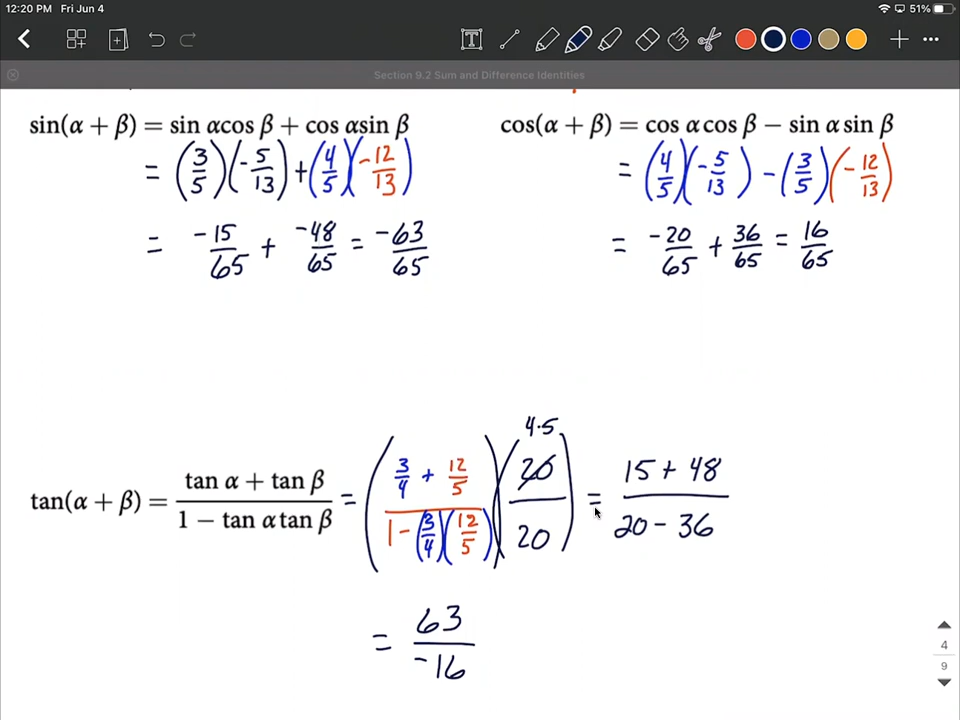 12:20 PM Fri Jun 4 51%
Section 9.2 Sum and Difference Identities
sin(α + β) = sin αcos β + cos αsin β
= (3/5)(-5/13) + (4/5)(-12/13)
= -15/65 + -48/65 = -63/65
cos(α + β) = cos α cos β − sin α sin β
= (4/5)(-5/13) - (3/5)(-12/13)
= -20/65 + 36/65 = 16/65
4·5
tan(α + β) = (tan α + tan β)/(1 − tan α tan β) = ((3/4 + 12/5)/(1 - (3/4)(12/5)))(20/20) = (15 + 48)/(20 - 36)
= 63/-16
4
9